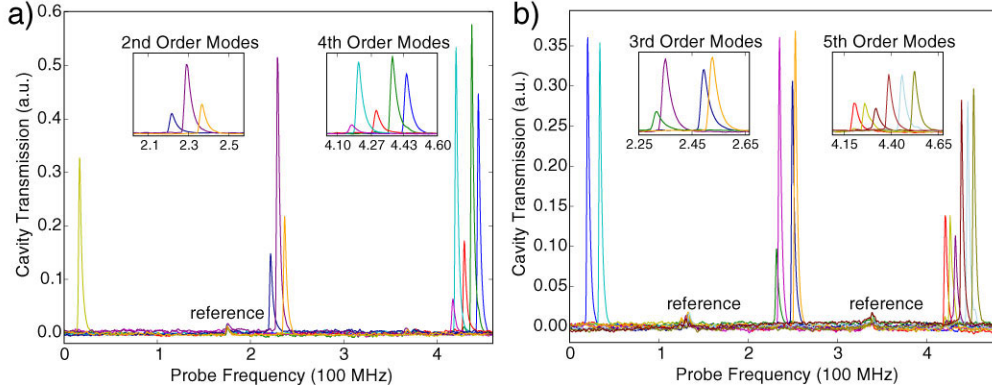 a)
0.6
0.5
0.4
0.3
0.2
0.1
0.0
Cavity Transmission (a.u.)
2nd Order Modes
2.1 2.3 2.5
4th Order Modes
4.10 4.27 4.43 4.60
reference
0 1 2 3 4
Probe Frequency (100 MHz)
b)
0.35
0.30
0.25
0.20
0.15
0.10
0.05
0.00
Cavity Transmission (a.u.)
3rd Order Modes
2.25 2.45 2.65
5th Order Modes
4.15 4.40 4.65
reference reference
0 1 2 3 4
Probe Frequency (100 MHz)